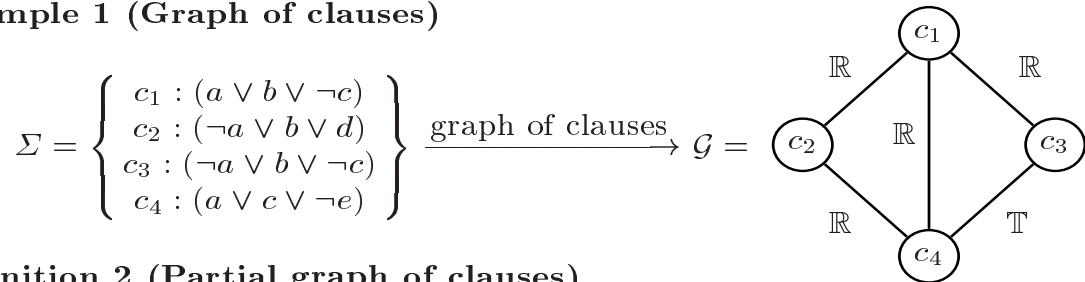 mple 1 (Graph of clauses)
c₁ : (a ∨ b ∨ ¬c)
c₂ : (¬a ∨ b ∨ d)
c₃ : (¬a ∨ b ∨ ¬c)
c₄ : (a ∨ c ∨ ¬e)
Σ =
graph of clauses
𝒢 =
c₁
ℝ
ℝ
c₂
ℝ
c₃
ℝ
𝕋
c₄
nition 2 (Partial graph of clauses)